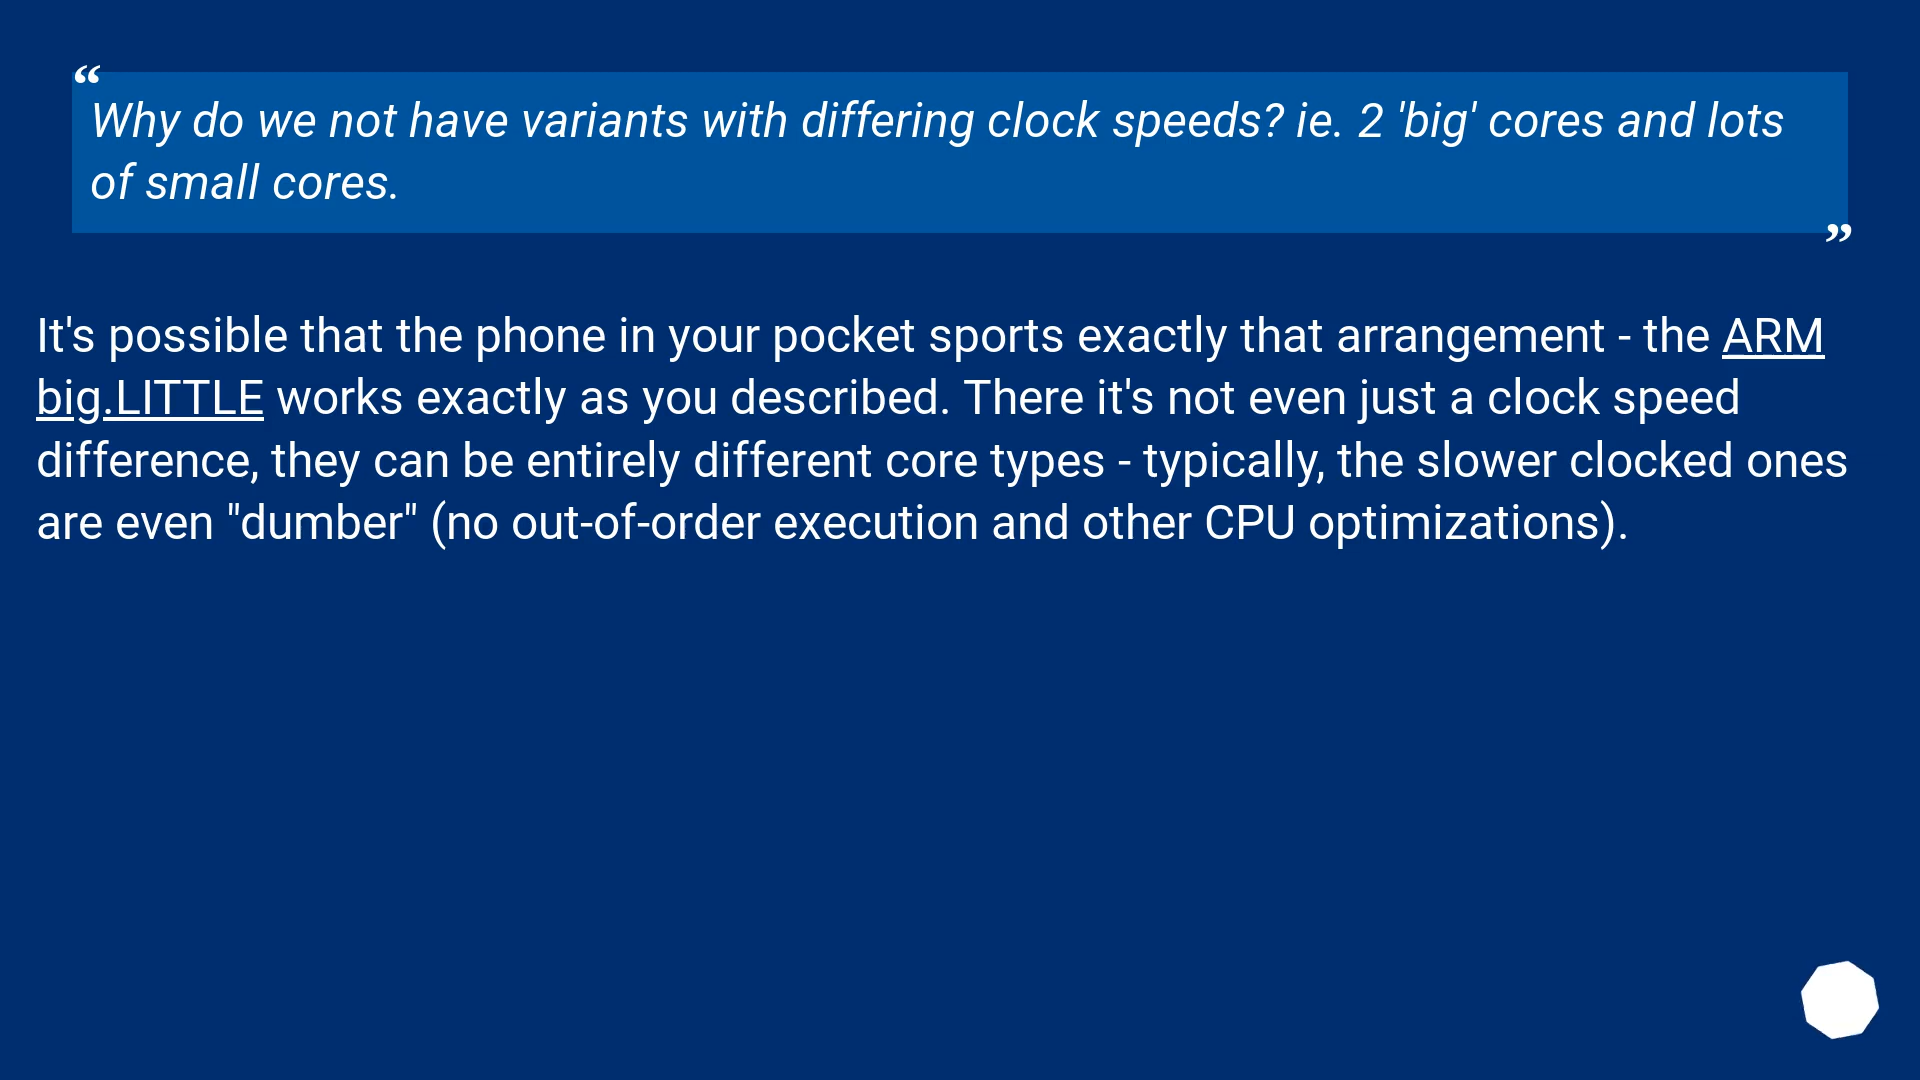 “
Why do we not have variants with differing clock speeds? ie. 2 'big' cores and lots
of small cores.
”
It's possible that the phone in your pocket sports exactly that arrangement - the ARM
big.LITTLE works exactly as you described. There it's not even just a clock speed
difference, they can be entirely different core types - typically, the slower clocked ones
are even "dumber" (no out-of-order execution and other CPU optimizations).